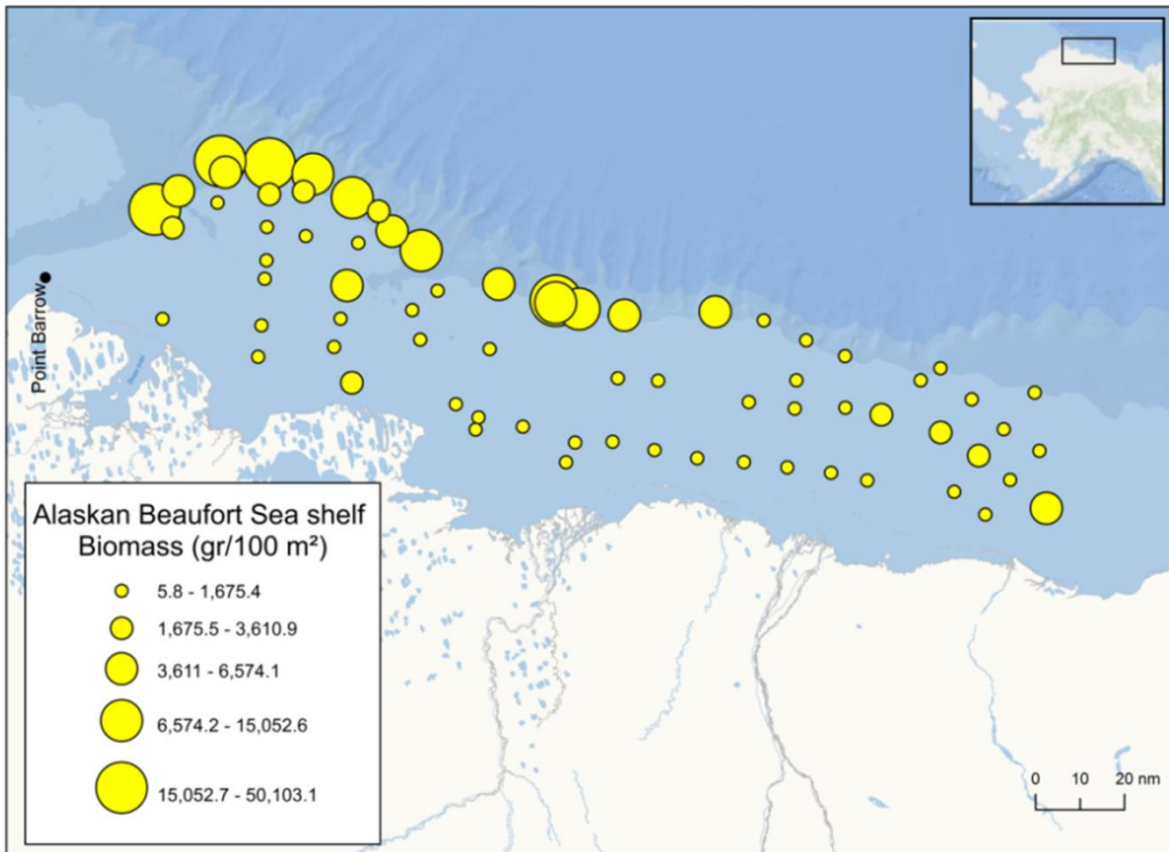 Point Barrow
Alaskan Beaufort Sea shelf
Biomass (gr/100 m²)
5.8 - 1,675.4
1,675.5 - 3,610.9
3,611 - 6,574.1
6,574.2 - 15,052.6
15,052.7 - 50,103.1
0 10 20 nm